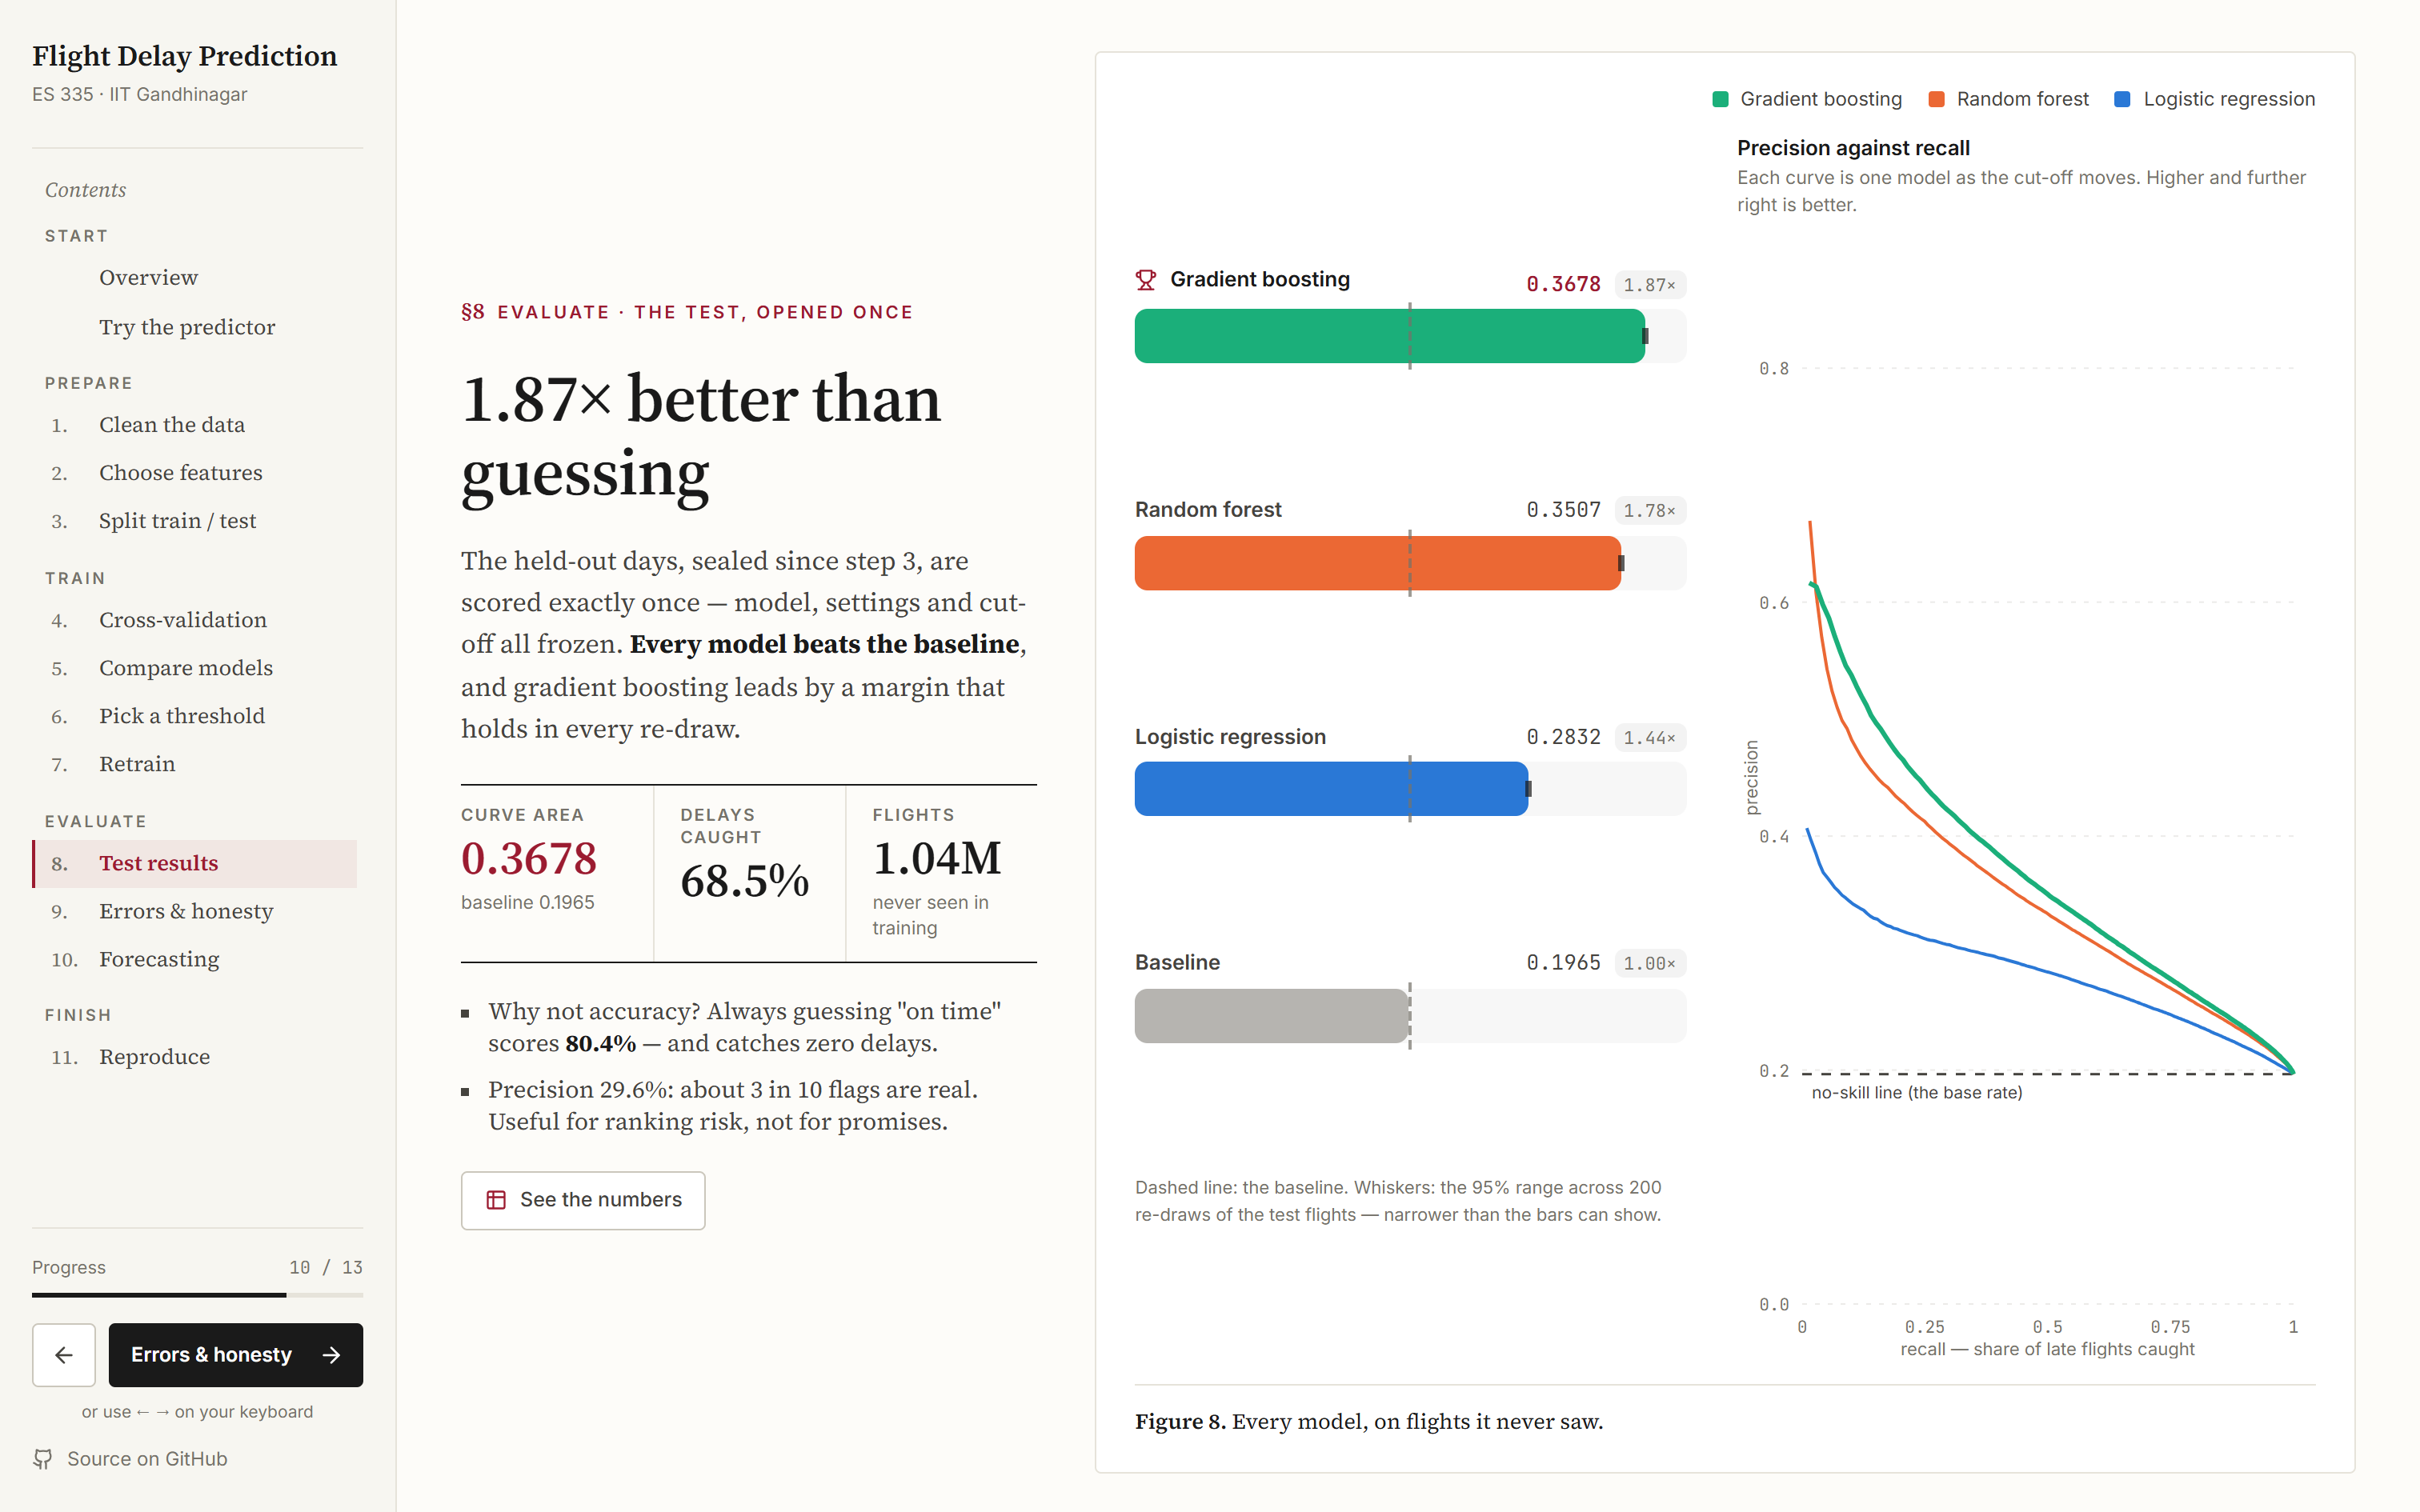 Flight Delay Prediction
ES 335 · IIT Gandhinagar
Contents
START
Overview
Try the predictor
PREPARE
1. Clean the data
2. Choose features
3. Split train / test
TRAIN
4. Cross-validation
5. Compare models
6. Pick a threshold
7. Retrain
EVALUATE
8. Test results
9. Errors & honesty
10. Forecasting
FINISH
11. Reproduce
Progress 10 / 13
← Errors & honesty →
or use ← → on your keyboard
Source on GitHub
§8 EVALUATE · THE TEST, OPENED ONCE
1.87× better than
guessing
The held-out days, sealed since step 3, are
scored exactly once — model, settings and cut-
off all frozen. Every model beats the baseline,
and gradient boosting leads by a margin that
holds in every re-draw.
CURVE AREA
0.3678
baseline 0.1965
DELAYS
CAUGHT
68.5%
FLIGHTS
1.04M
never seen in
training
Why not accuracy? Always guessing "on time"
scores 80.4% — and catches zero delays.
Precision 29.6%: about 3 in 10 flags are real.
Useful for ranking risk, not for promises.
See the numbers
Gradient boosting Random forest Logistic regression
Gradient boosting 0.3678 1.87×
Random forest 0.3507 1.78×
Logistic regression 0.2832 1.44×
Baseline 0.1965 1.00×
Dashed line: the baseline. Whiskers: the 95% range across 200
re-draws of the test flights — narrower than the bars can show.
Precision against recall
Each curve is one model as the cut-off moves. Higher and further
right is better.
precision
0.8
0.6
0.4
0.2
no-skill line (the base rate)
0.0
0 0.25 0.5 0.75 1
recall — share of late flights caught
Figure 8. Every model, on flights it never saw.